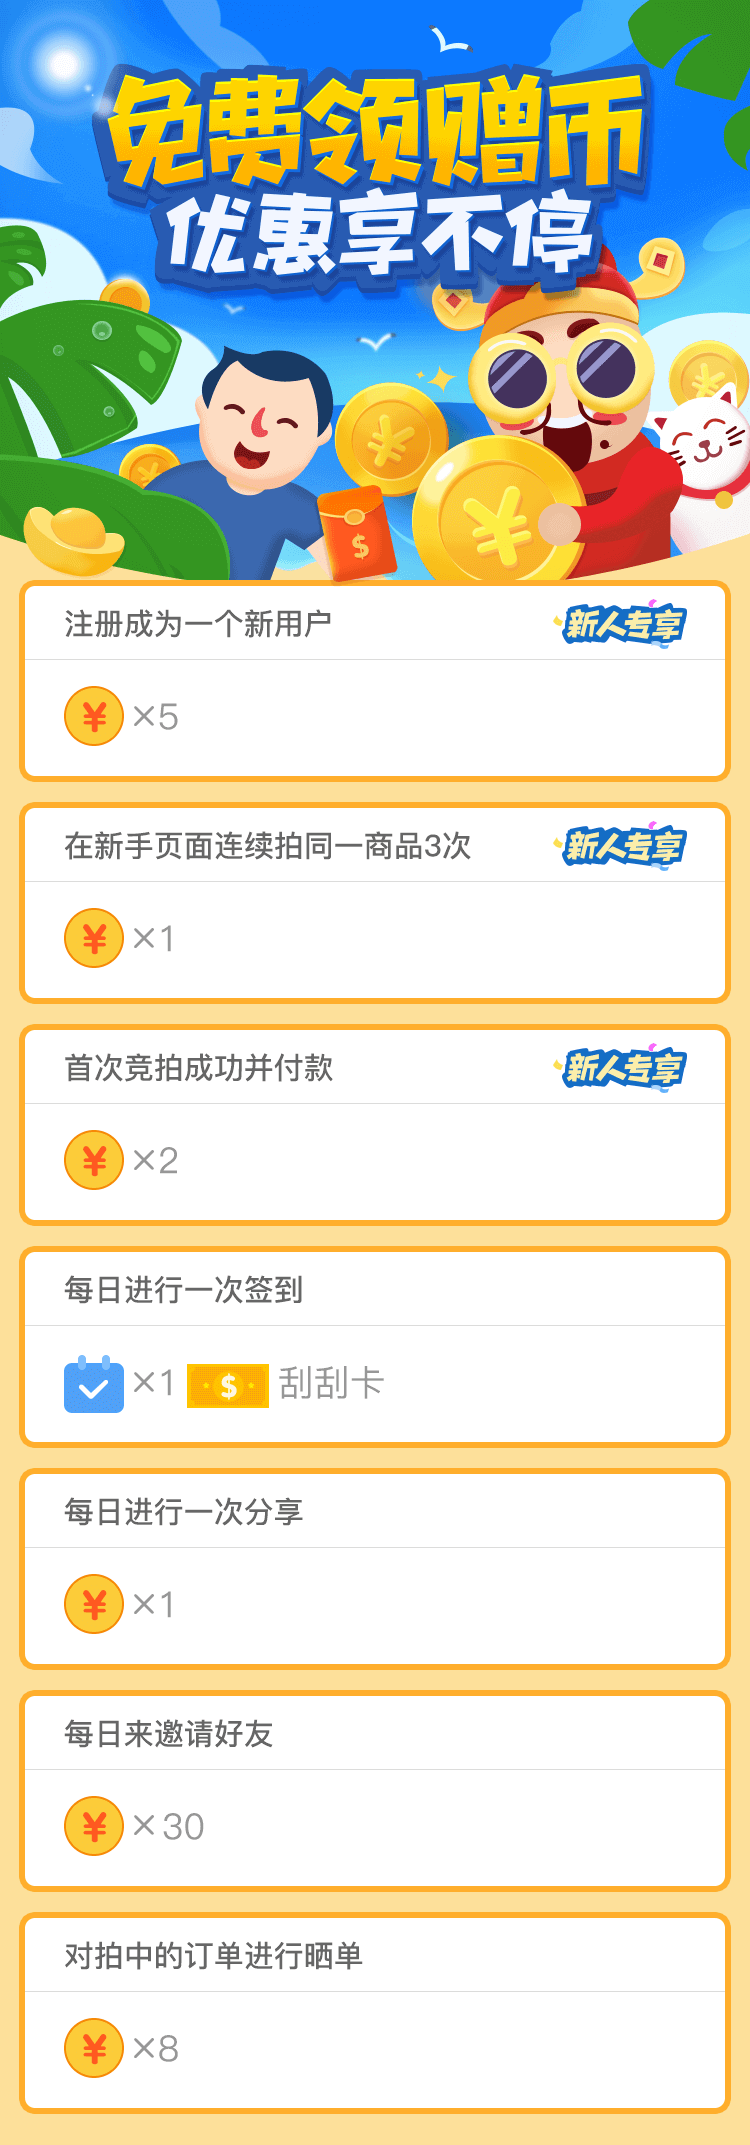 免费领赠币
优惠享不停
注册成为一个新用户 新人专享
¥ ×5
在新手页面连续拍同一商品3次 新人专享
¥ ×1
首次竞拍成功并付款 新人专享
¥ ×2
每日进行一次签到
×1 $ 刮刮卡
每日进行一次分享
¥ ×1
每日来邀请好友
¥ ×30
对拍中的订单进行晒单
¥ ×8